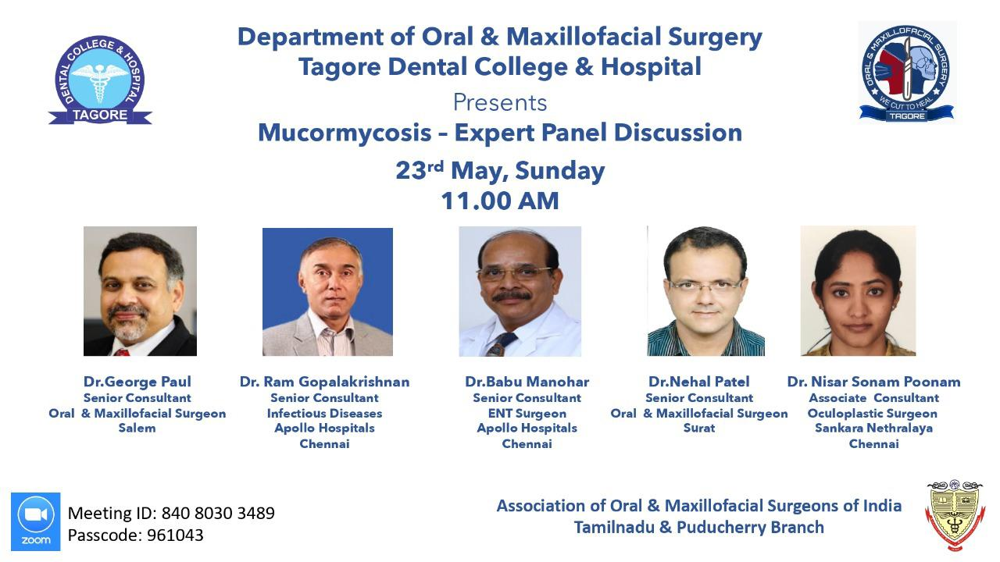 Department of Oral & Maxillofacial Surgery
Tagore Dental College & Hospital
Presents
Mucormycosis – Expert Panel Discussion
23rd May, Sunday
11.00 AM
DENTAL COLLEGE & HOSPITAL
TAGORE
ORAL & MAXILLOFACIAL SURGERY
WE CUT TO HEAL
TAGORE
Dr.George Paul
Senior Consultant
Oral & Maxillofacial Surgeon
Salem
Dr. Ram Gopalakrishnan
Senior Consultant
Infectious Diseases
Apollo Hospitals
Chennai
Dr.Babu Manohar
Senior Consultant
ENT Surgeon
Apollo Hospitals
Chennai
Dr.Nehal Patel
Senior Consultant
Oral & Maxillofacial Surgeon
Surat
Dr. Nisar Sonam Poonam
Associate Consultant
Oculoplastic Surgeon
Sankara Nethralaya
Chennai
zoom
Meeting ID: 840 8030 3489
Passcode: 961043
Association of Oral & Maxillofacial Surgeons of India
Tamilnadu & Puducherry Branch